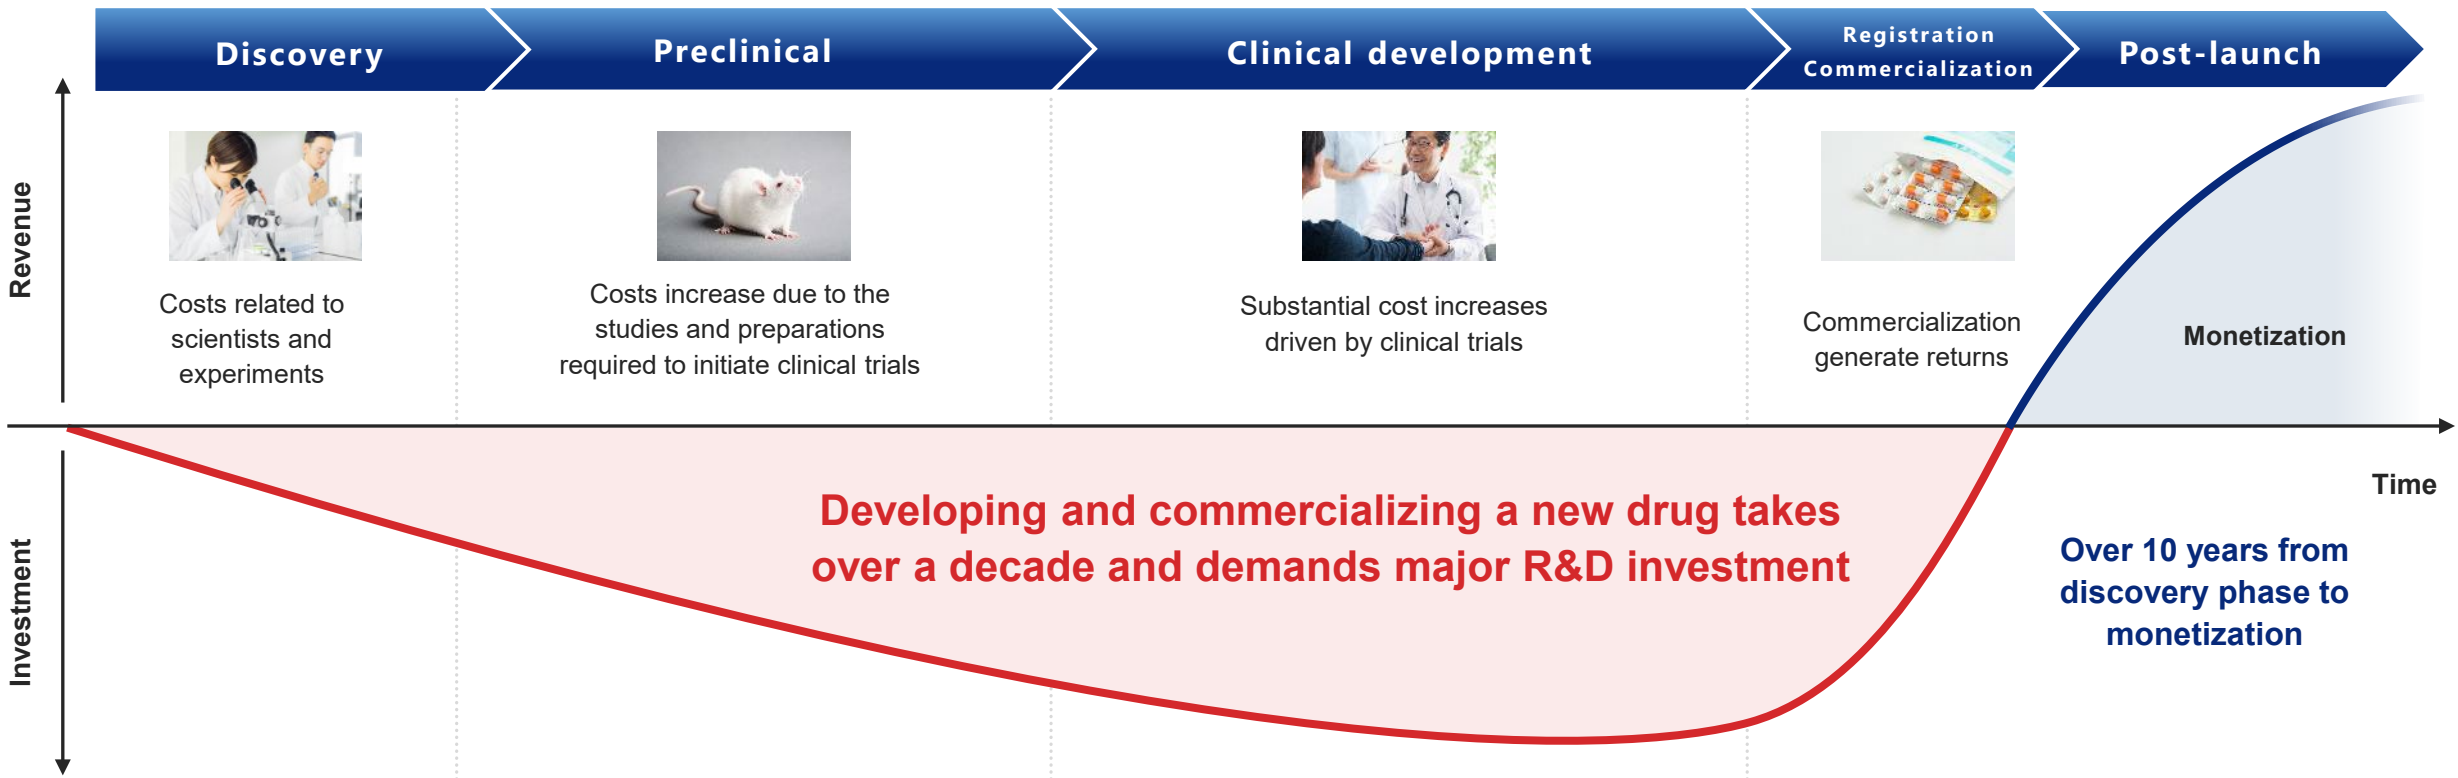 Discovery
Preclinical
Clinical development
Registration
Commercialization
Post-launch
Revenue
Costs related to
scientists and
experiments
Costs increase due to the
studies and preparations
required to initiate clinical trials
Substantial cost increases
driven by clinical trials
Commercialization
generate returns
Monetization
Time
Investment
Developing and commercializing a new drug takes
over a decade and demands major R&D investment
Over 10 years from
discovery phase to
monetization